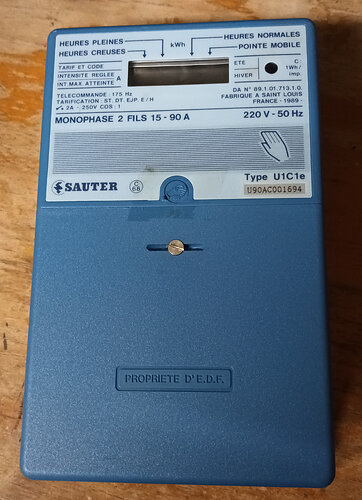 HEURES PLEINES
HEURES CREUSES
kWh
HEURES NORMALES
POINTE MOBILE
TARIF ET CODE
INTENSITE REGLEE
INT.MAX ATTEINTE
A
ETE
HIVER
C :
1Wh/
imp.
TELECOMMANDE : 175 Hz
TARIFICATION : ST. DT. EJP. E / H
2A - 250V COS : 1
DA N° 89.1.01.713.1.0.
FABRIQUE A SAINT LOUIS
FRANCE - 1989 -
MONOPHASE 2 FILS 15 - 90 A
220 V - 50 Hz
SAUTER
Type U1C1e
U90AC001694
PROPRIETE D'E.D.F.